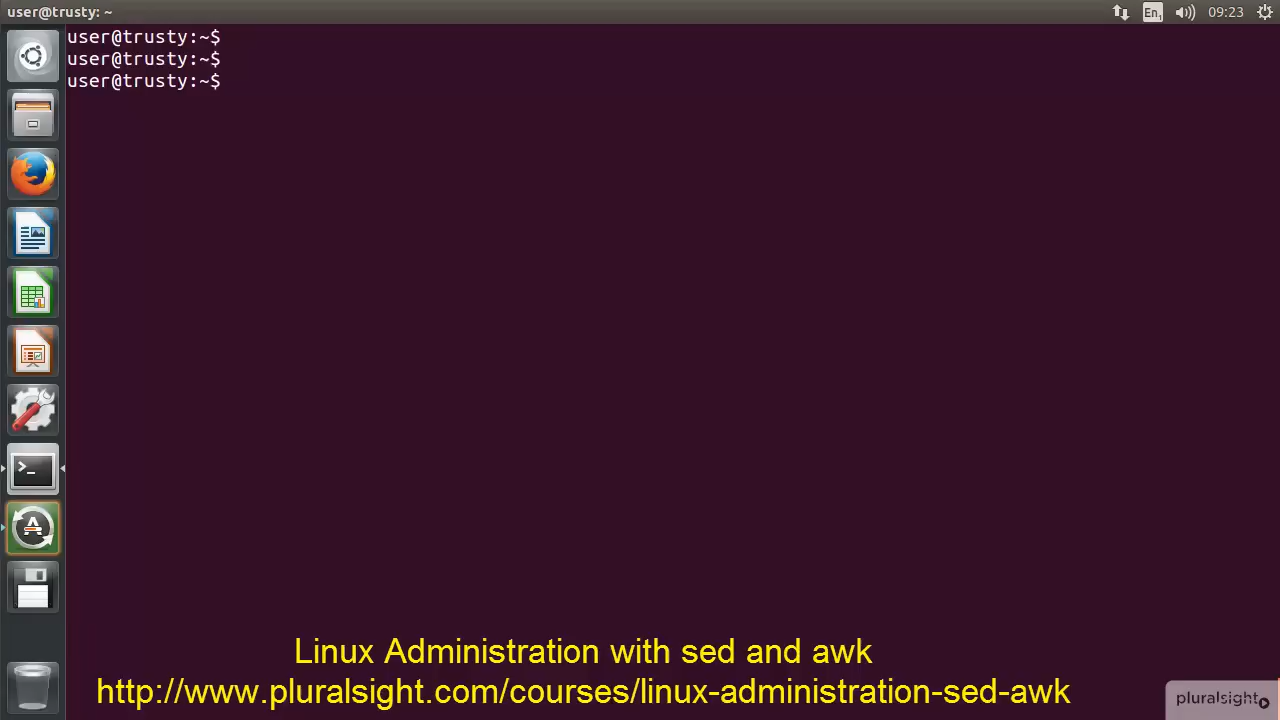 user@trusty: ~
En1 09:23
user@trusty:~$
user@trusty:~$
user@trusty:~$
Linux Administration with sed and awk
http://www.pluralsight.com/courses/linux-administration-sed-awk
pluralsight